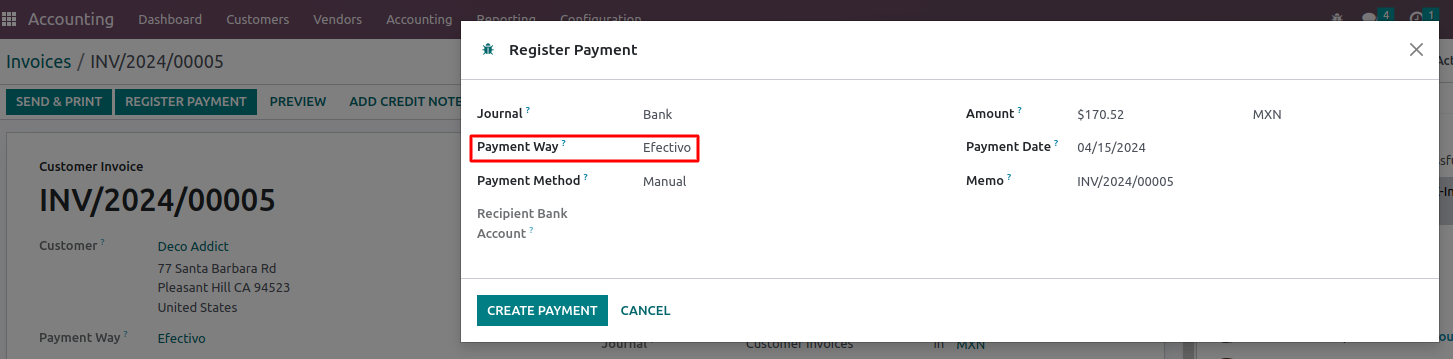 Accounting Dashboard Customers Vendors Accounting Reporting Configuration 4 1
Invoices / INV/2024/00005
SEND & PRINT REGISTER PAYMENT PREVIEW ADD CREDIT NOTE
Customer Invoice
INV/2024/00005
Customer ? Deco Addict
77 Santa Barbara Rd
Pleasant Hill CA 94523
United States
Payment Way ? Efectivo
Journal Customer Invoices in MXN
Register Payment
Journal ? Bank
Amount ? $170.52 MXN
Payment Way ? Efectivo
Payment Date ? 04/15/2024
Payment Method ? Manual
Memo ? INV/2024/00005
Recipient Bank
Account ?
CREATE PAYMENT CANCEL